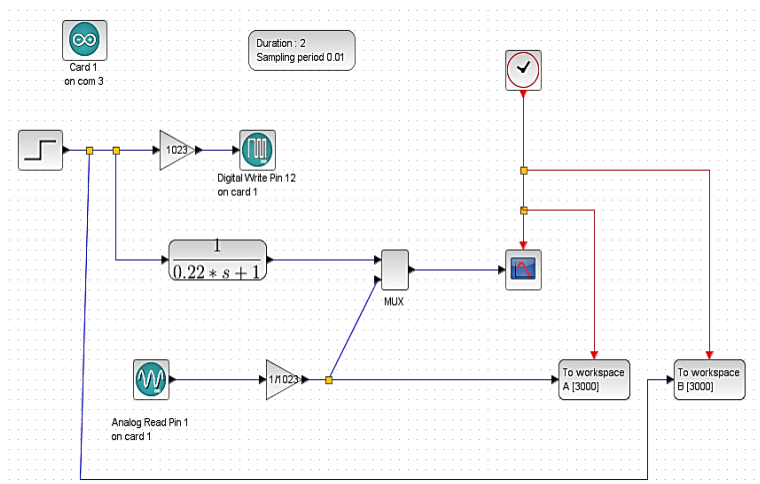 Card 1
on com 3
Duration : 2
Sampling period 0.01
1023
Digital Write Pin 12
on card 1
1
0.22 * s + 1
MUX
1/1023
Analog Read Pin 1
on card 1
To workspace
A [3000]
To workspace
B [3000]